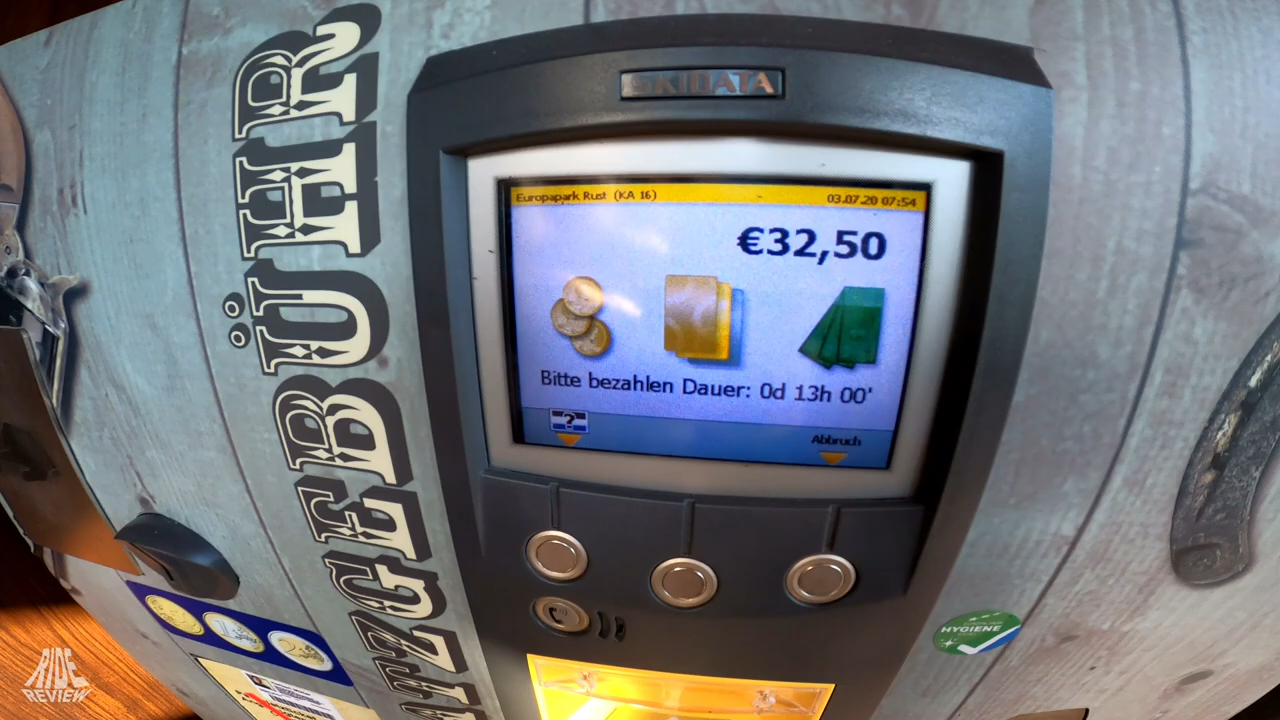 SKIDATA
Europapark Rust (KA 16) 03.07.20 07:54
€32,50
Bitte bezahlen Dauer: 0d 13h 00'
?
Abbruch
ATZGEBÜHR
HYGIENE
RIDE
REVIEW